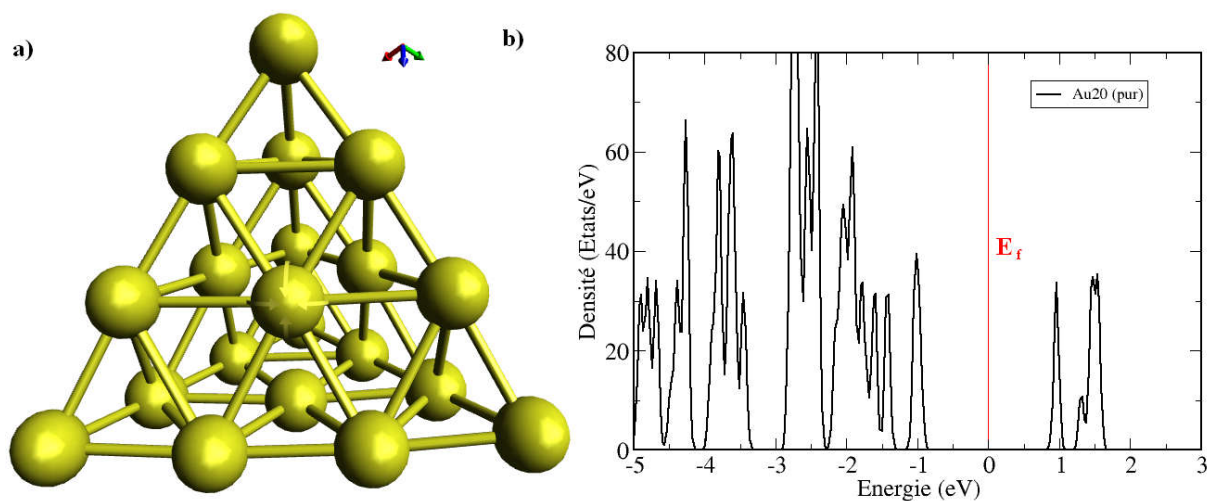 a)
b)
80
60
40
20
0
Densité (Etats/eV)
Au20 (pur)
E_f
-5 -4 -3 -2 -1 0 1 2 3
Energie (eV)